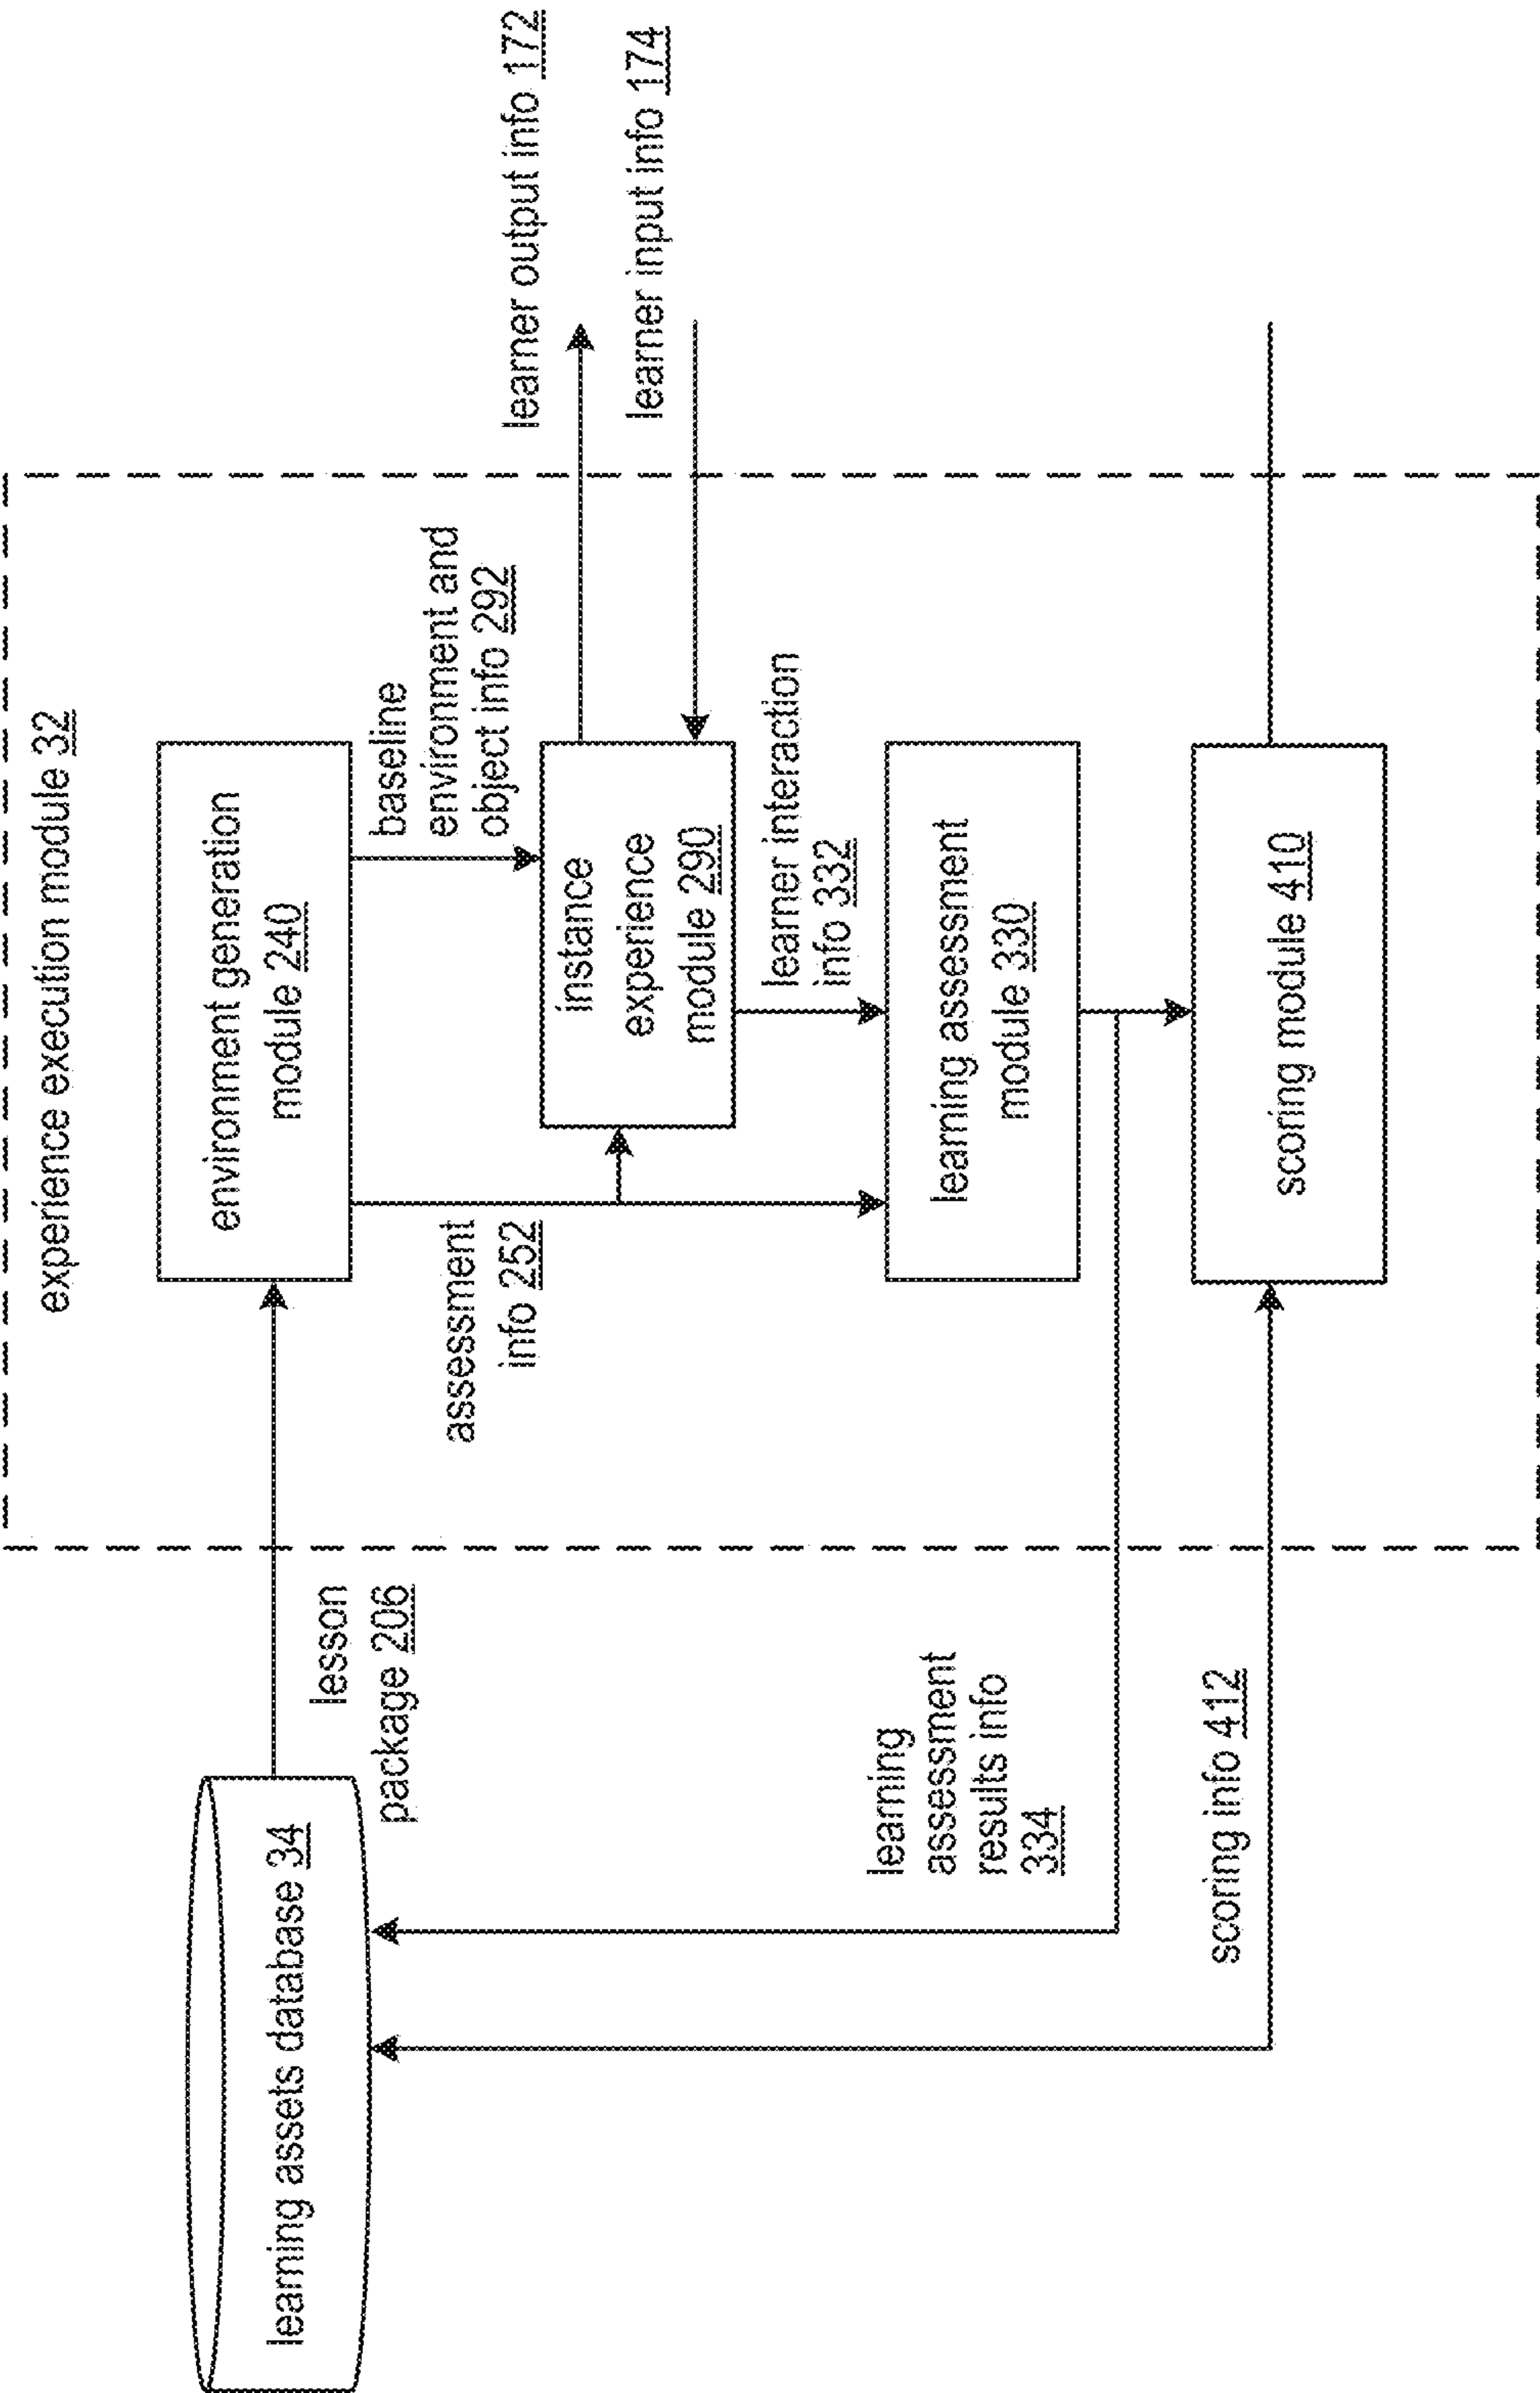 experience execution module 32
learning assets database 34
lesson
package 206
environment generation
module 240
baseline
environment and
object info 292
assessment
info 252
instance
experience
module 290
learner output info 172
learner input info 174
learner interaction
info 332
learning
assessment
results info
334
learning assessment
module 330
scoring info 412
scoring module 410